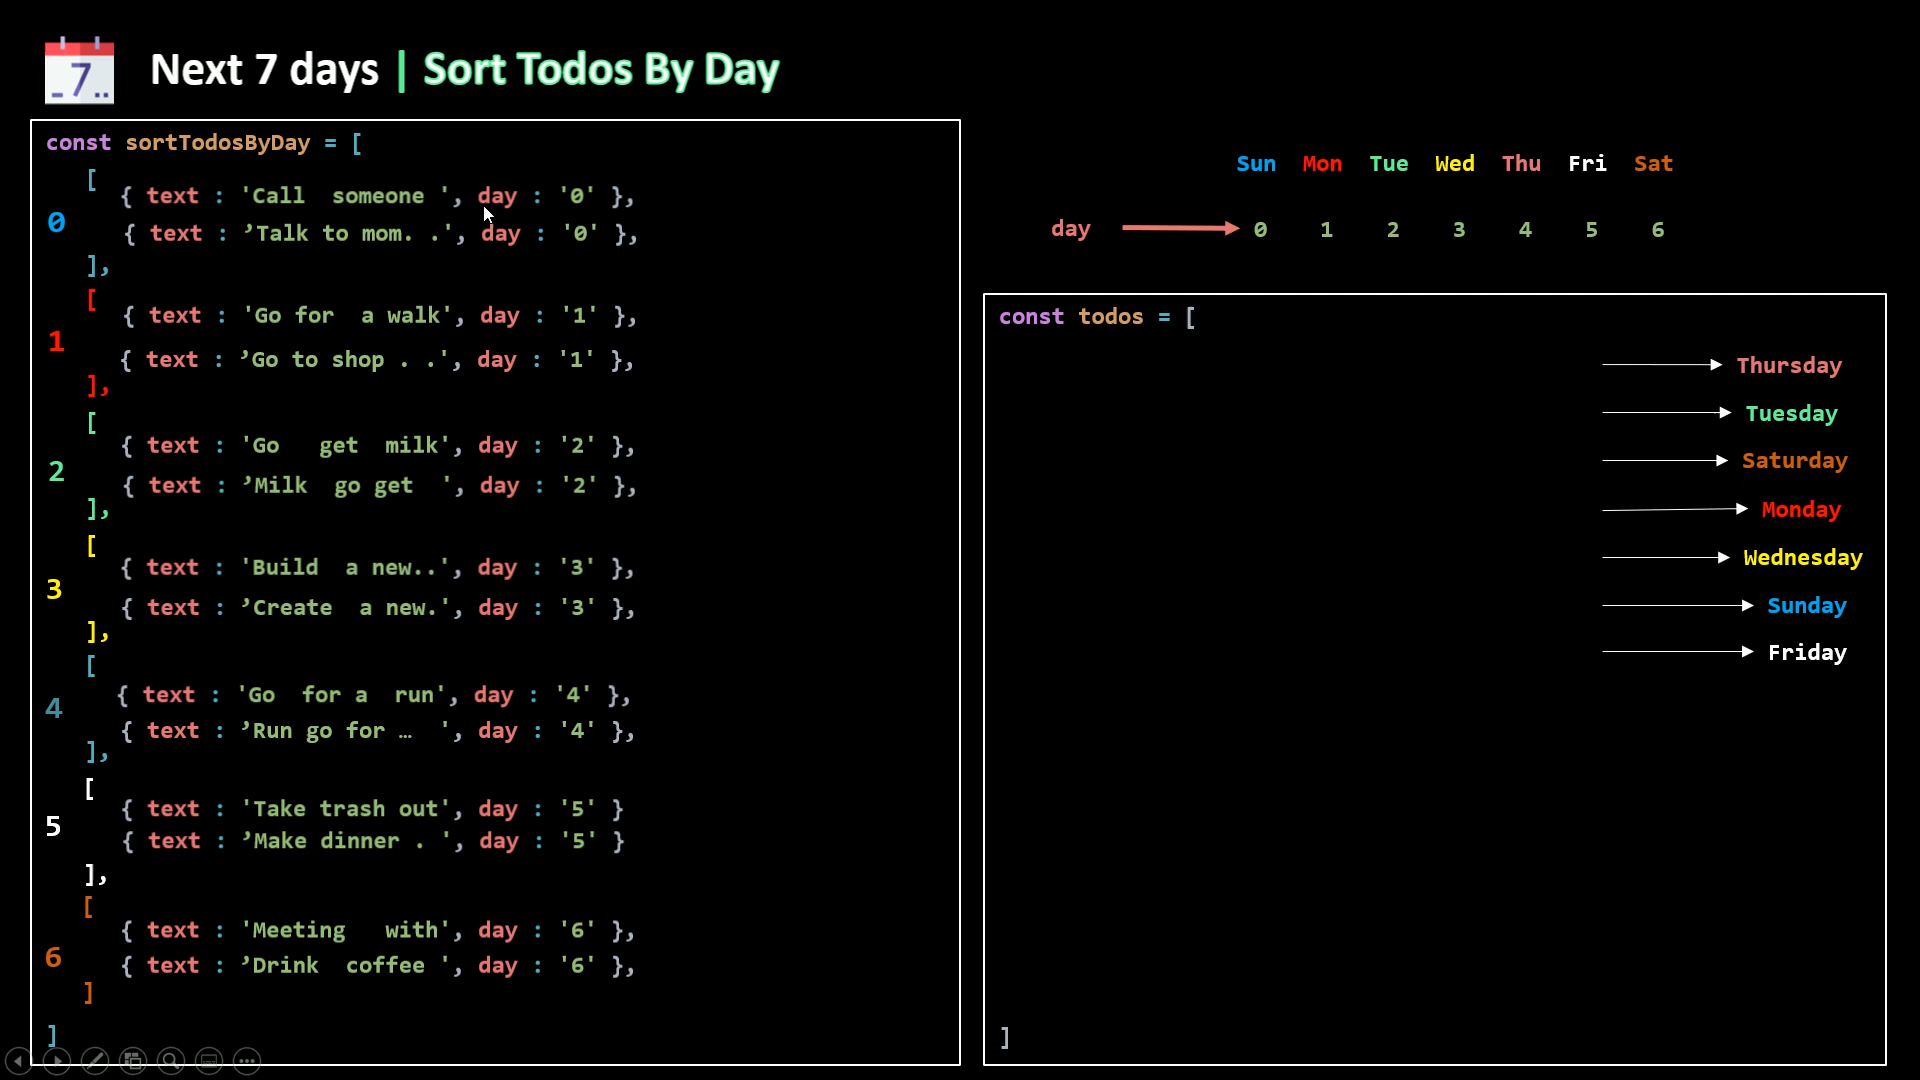 -7..
Next 7 days | Sort Todos By Day
const sortTodosByDay = [
[
{ text : 'Call someone ', day : '0' },
0
{ text : ’Talk to mom. .', day : '0' },
],
[
{ text : 'Go for a walk', day : '1' },
1
{ text : ’Go to shop . .', day : '1' },
],
[
{ text : 'Go get milk', day : '2' },
2
{ text : ’Milk go get ', day : '2' },
],
[
{ text : 'Build a new..', day : '3' },
3
{ text : ’Create a new.', day : '3' },
],
[
{ text : 'Go for a run', day : '4' },
4
{ text : ’Run go for … ', day : '4' },
],
[
{ text : 'Take trash out', day : '5' }
5
{ text : ’Make dinner . ', day : '5' }
],
[
{ text : 'Meeting with', day : '6' },
6
{ text : ’Drink coffee ', day : '6' },
]
]
Sun Mon Tue Wed Thu Fri Sat
day 0 1 2 3 4 5 6
const todos = [
Thursday
Tuesday
Saturday
Monday
Wednesday
Sunday
Friday
]